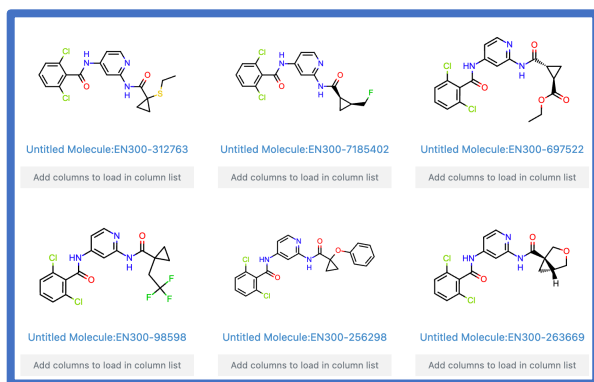 Untitled Molecule:EN300-312763
Untitled Molecule:EN300-7185402
Untitled Molecule:EN300-697522
Add columns to load in column list
Add columns to load in column list
Add columns to load in column list
Untitled Molecule:EN300-98598
Untitled Molecule:EN300-256298
Untitled Molecule:EN300-263669
Add columns to load in column list
Add columns to load in column list
Add columns to load in column list